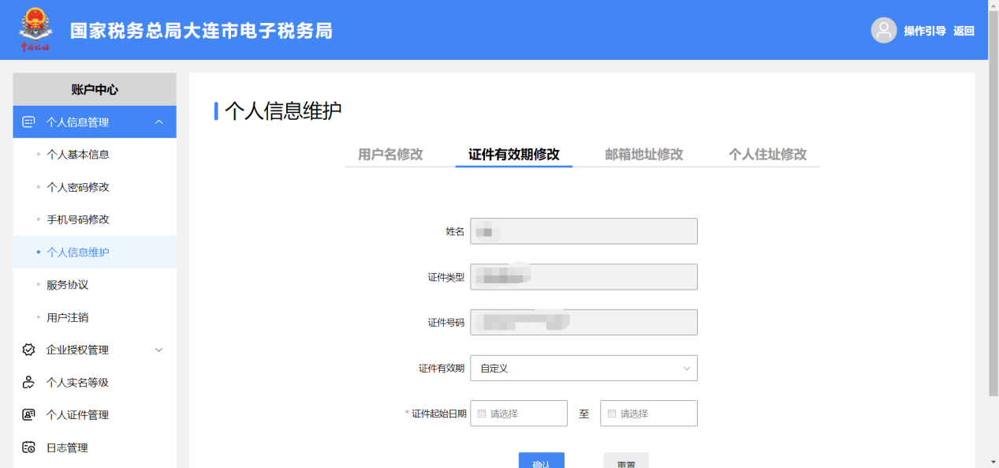 国家税务总局大连市电子税务局
操作引导 返回
账户中心
个人信息管理
个人基本信息
个人密码修改
手机号码修改
个人信息维护
服务协议
用户注销
企业授权管理
个人实名等级
个人证件管理
日志管理
个人信息维护
用户名修改 证件有效期修改 邮箱地址修改 个人住址修改
姓名
证件类型
证件号码
证件有效期 自定义
* 证件起始日期 请选择 至 请选择
确认 重置